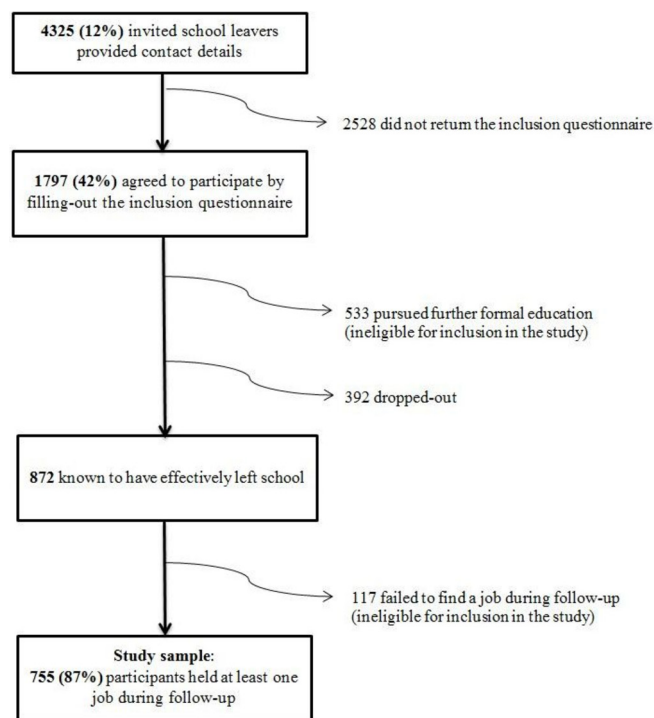 4325 (12%) invited school leavers
provided contact details
2528 did not return the inclusion questionnaire
1797 (42%) agreed to participate by
filling-out the inclusion questionnaire
533 pursued further formal education
(ineligible for inclusion in the study)
392 dropped-out
872 known to have effectively left school
117 failed to find a job during follow-up
(ineligible for inclusion in the study)
Study sample:
755 (87%) participants held at least one
job during follow-up